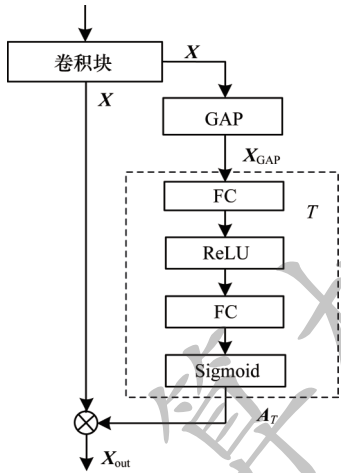 卷积块
X
X
GAP
X_GAP
FC
T
ReLU
FC
Sigmoid
A_T
X_out